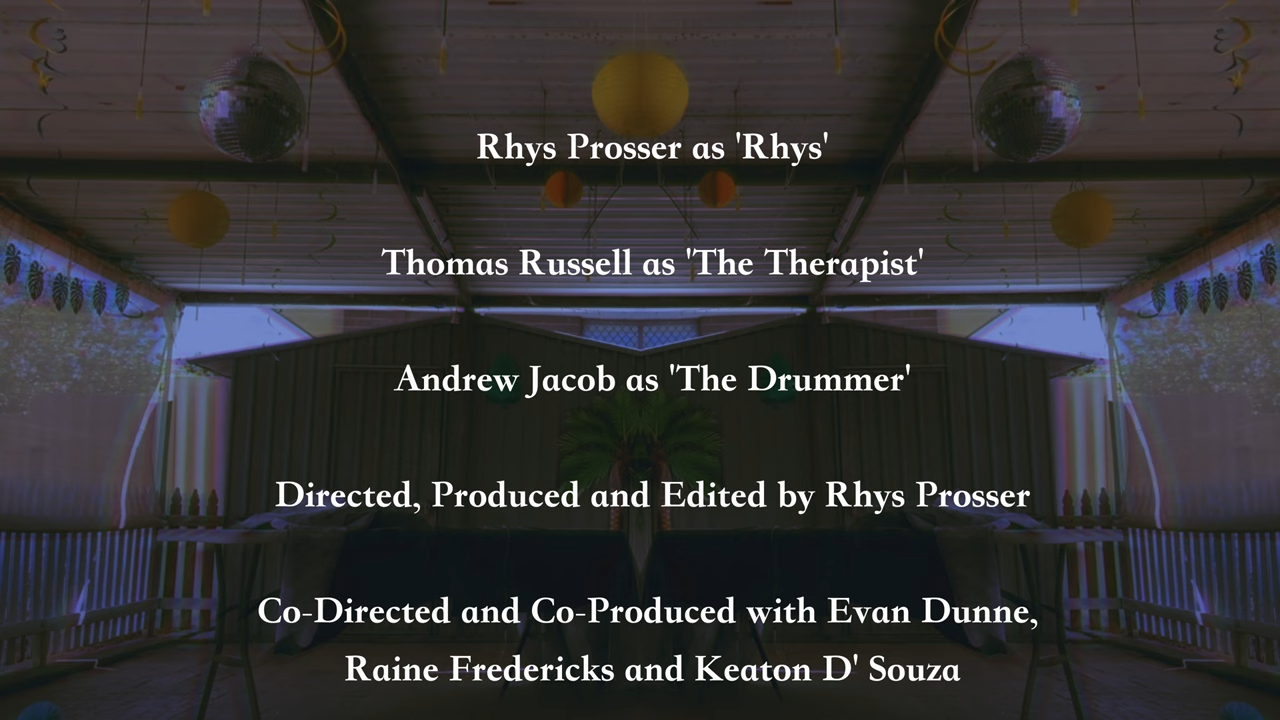 Rhys Prosser as 'Rhys'
Thomas Russell as 'The Therapist'
Andrew Jacob as 'The Drummer'
Directed, Produced and Edited by Rhys Prosser
Co-Directed and Co-Produced with Evan Dunne,
Raine Fredericks and Keaton D' Souza